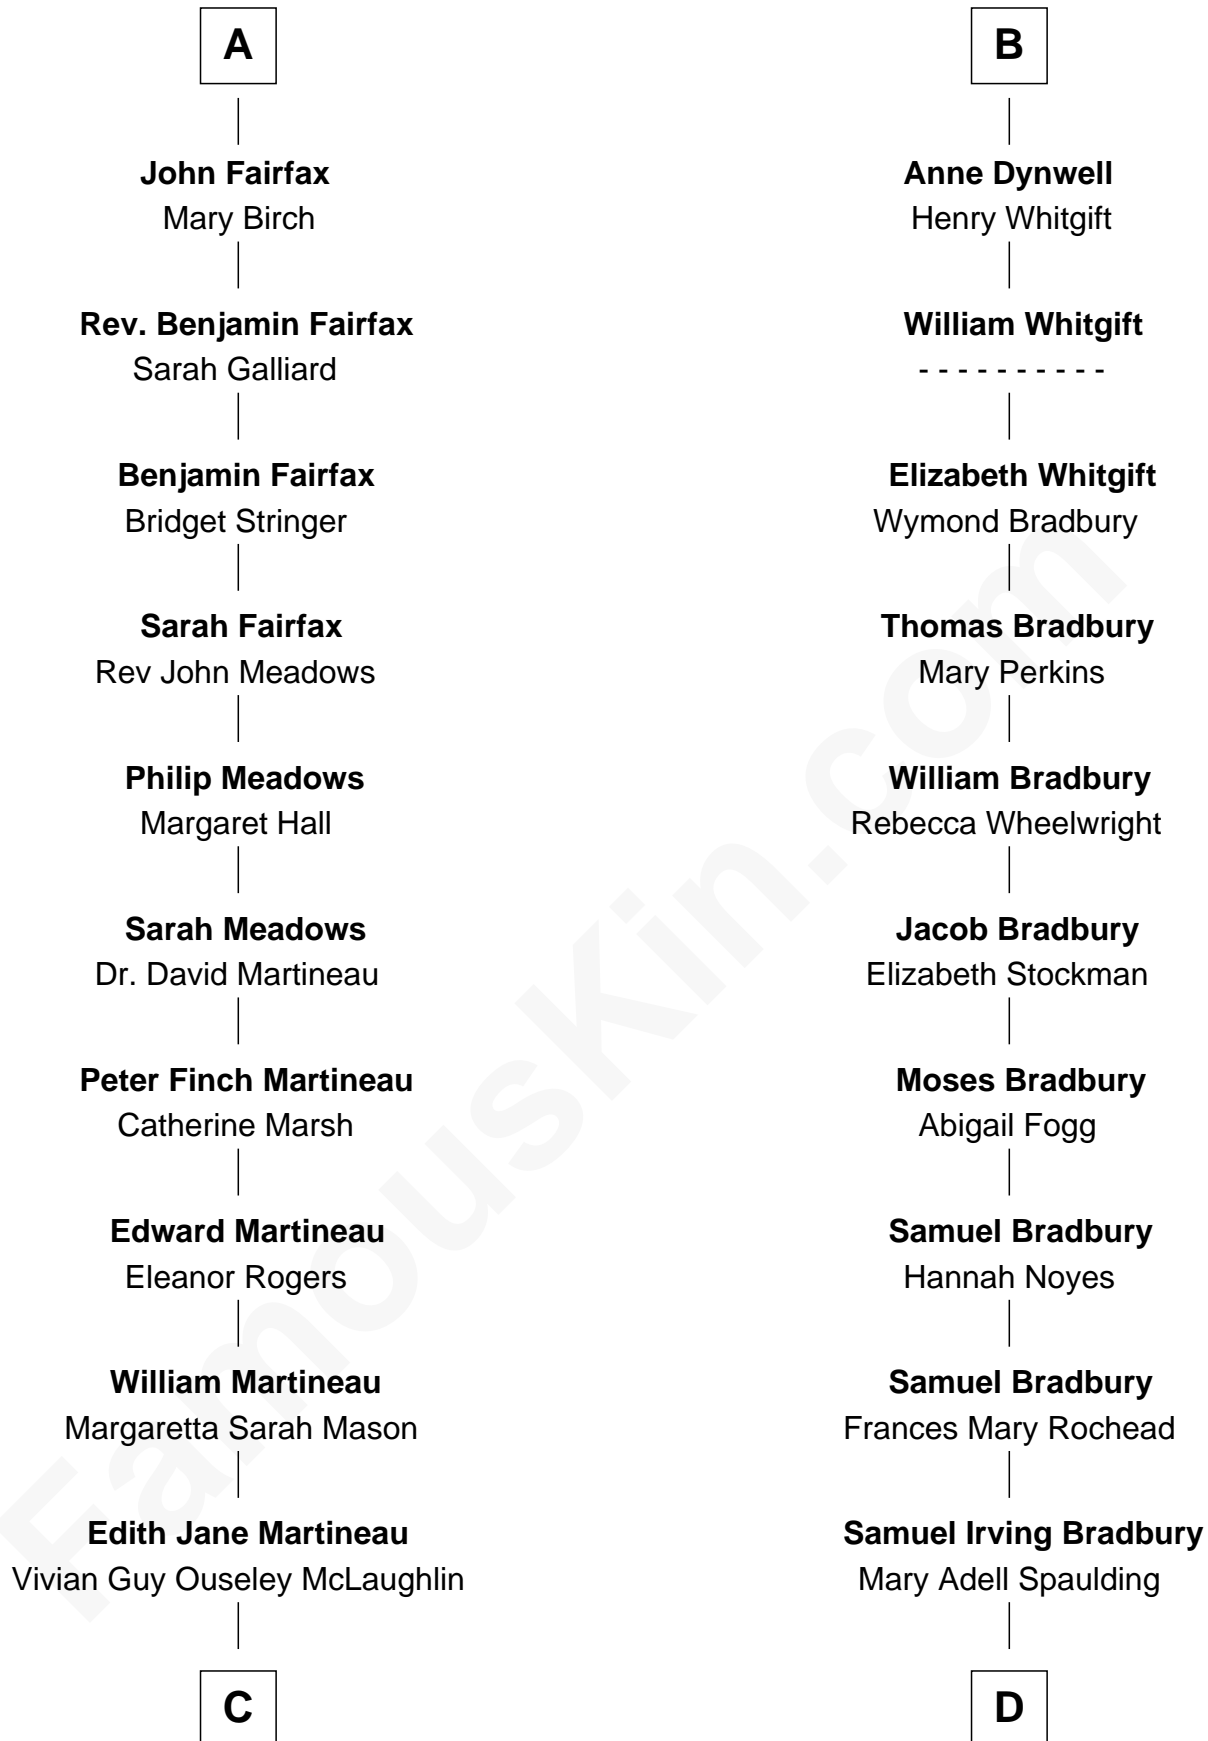 A
John Fairfax
Mary Birch
Rev. Benjamin Fairfax
Sarah Galliard
Benjamin Fairfax
Bridget Stringer
Sarah Fairfax
Rev John Meadows
Philip Meadows
Margaret Hall
Sarah Meadows
Dr. David Martineau
Peter Finch Martineau
Catherine Marsh
Edward Martineau
Eleanor Rogers
William Martineau
Margaretta Sarah Mason
Edith Jane Martineau
Vivian Guy Ouseley McLaughlin
C
B
Anne Dynwell
Henry Whitgift
William Whitgift
- - - - - - - - - -
Elizabeth Whitgift
Wymond Bradbury
Thomas Bradbury
Mary Perkins
William Bradbury
Rebecca Wheelwright
Jacob Bradbury
Elizabeth Stockman
Moses Bradbury
Abigail Fogg
Samuel Bradbury
Hannah Noyes
Samuel Bradbury
Frances Mary Rochead
Samuel Irving Bradbury
Mary Adell Spaulding
D
FamousKin.com